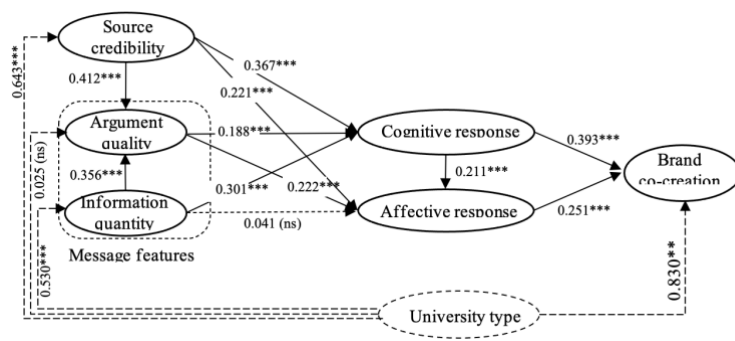 Source
credibility
0.643***
0.367***
0.412***
0.221***
Argument
quality
0.188***
Cognitive response
0.393***
Brand
co-creation
0.025 (ns)
0.356***
0.211***
0.301***
0.222***
Information
quantity
0.041 (ns)
Affective response
0.251***
Message features
0.530***
0.830**
University type